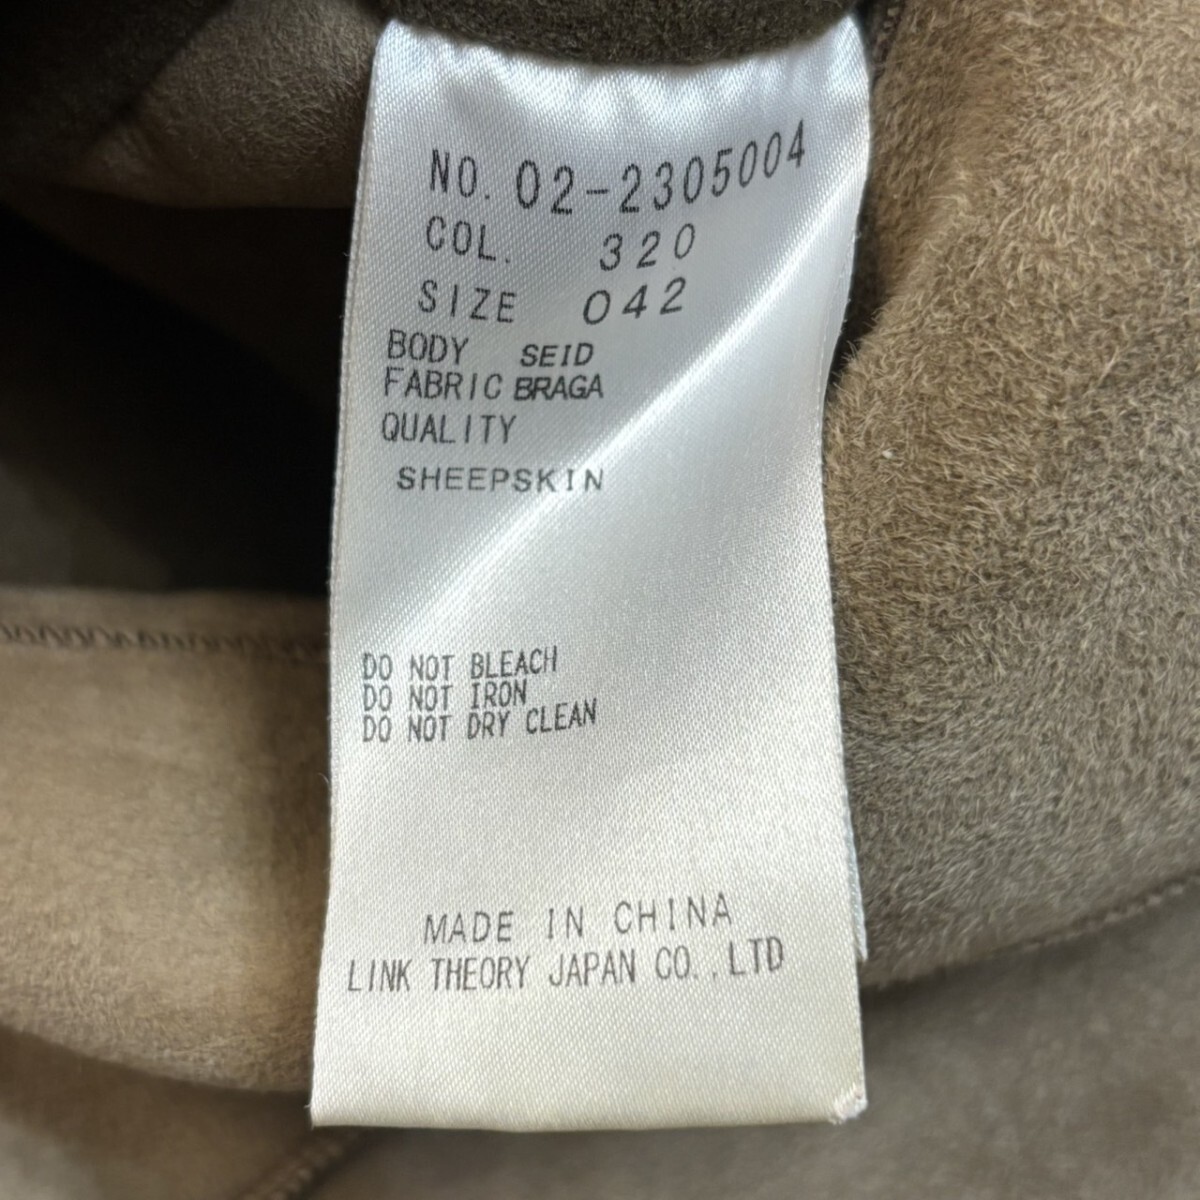 NO. 02-2305004
COL. 320
SIZE 042
BODY SEID
FABRIC BRAGA
QUALITY
SHEEPSKIN
DO NOT BLEACH
DO NOT IRON
DO NOT DRY CLEAN
MADE IN CHINA
LINK THEORY JAPAN CO.,LTD